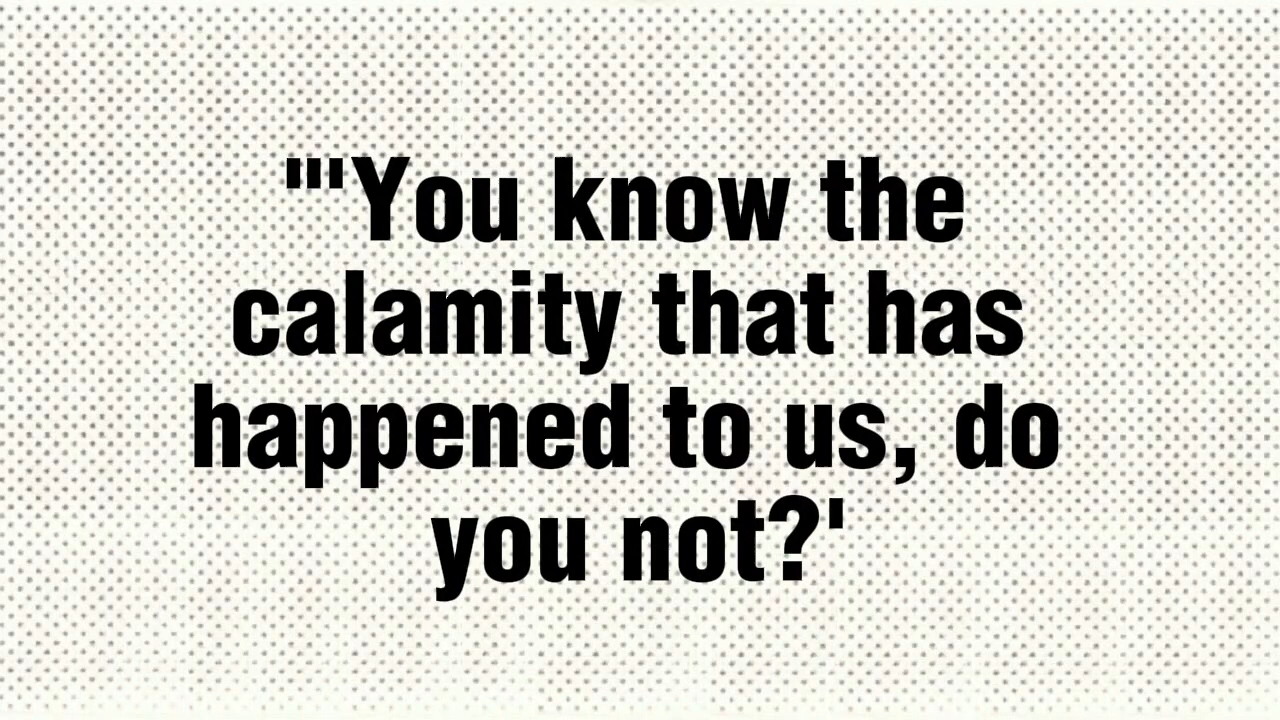 "'You know the
calamity that has
happened to us, do
you not?'